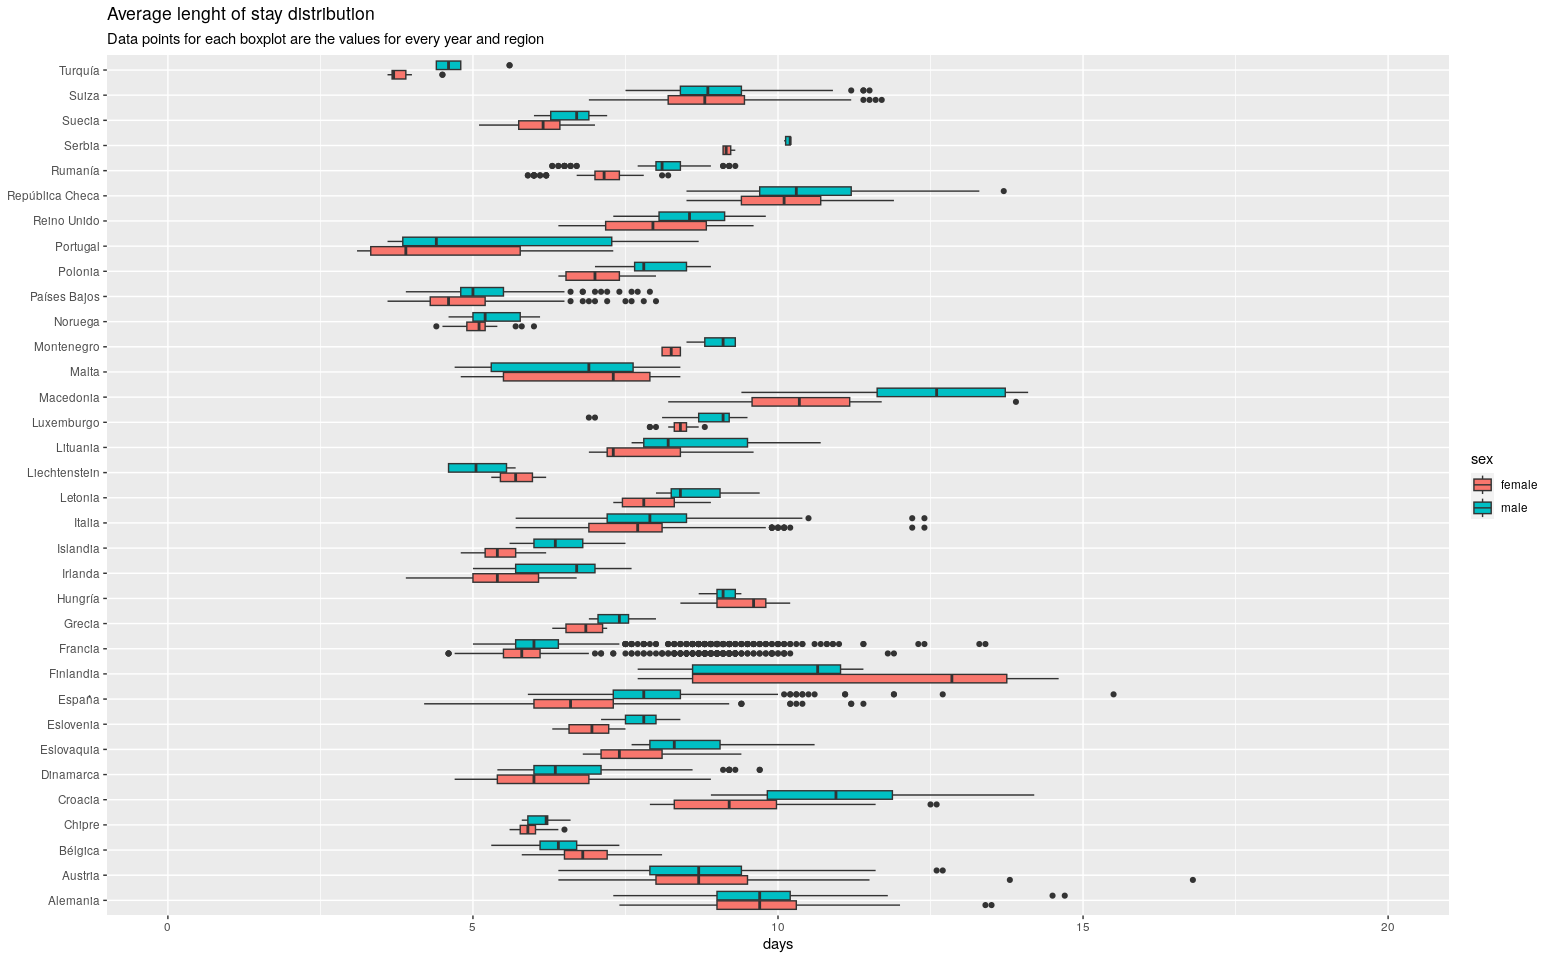 Average lenght of stay distribution
Data points for each boxplot are the values for every year and region
Turquía
Suiza
Suecia
Serbia
Rumanía
República Checa
Reino Unido
Portugal
Polonia
Países Bajos
Noruega
Montenegro
Malta
Macedonia
Luxemburgo
Lituania
Liechtenstein
Letonia
Italia
Islandia
Irlanda
Hungría
Grecia
Francia
Finlandia
España
Eslovenia
Eslovaquia
Dinamarca
Croacia
Chipre
Bélgica
Austria
Alemania
0 5 10 15 20
days
sex
female
male